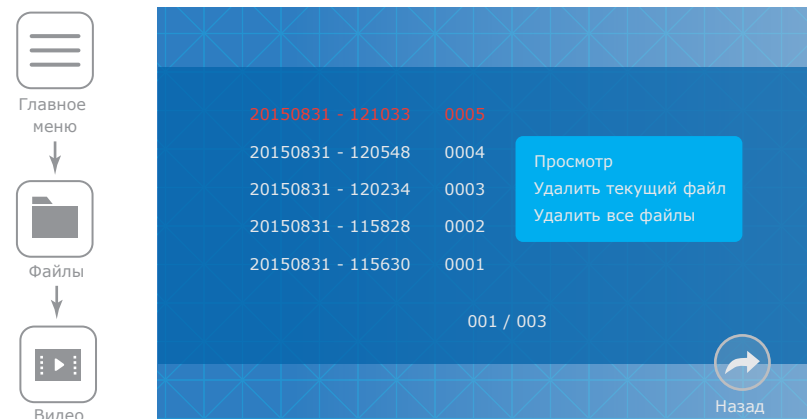 Главное
меню
Файлы
Видео
20150831 - 121033 0005
20150831 - 120548 0004
20150831 - 120234 0003
20150831 - 115828 0002
20150831 - 115630 0001
Просмотр
Удалить текущий файл
Удалить все файлы
001 / 003
Назад